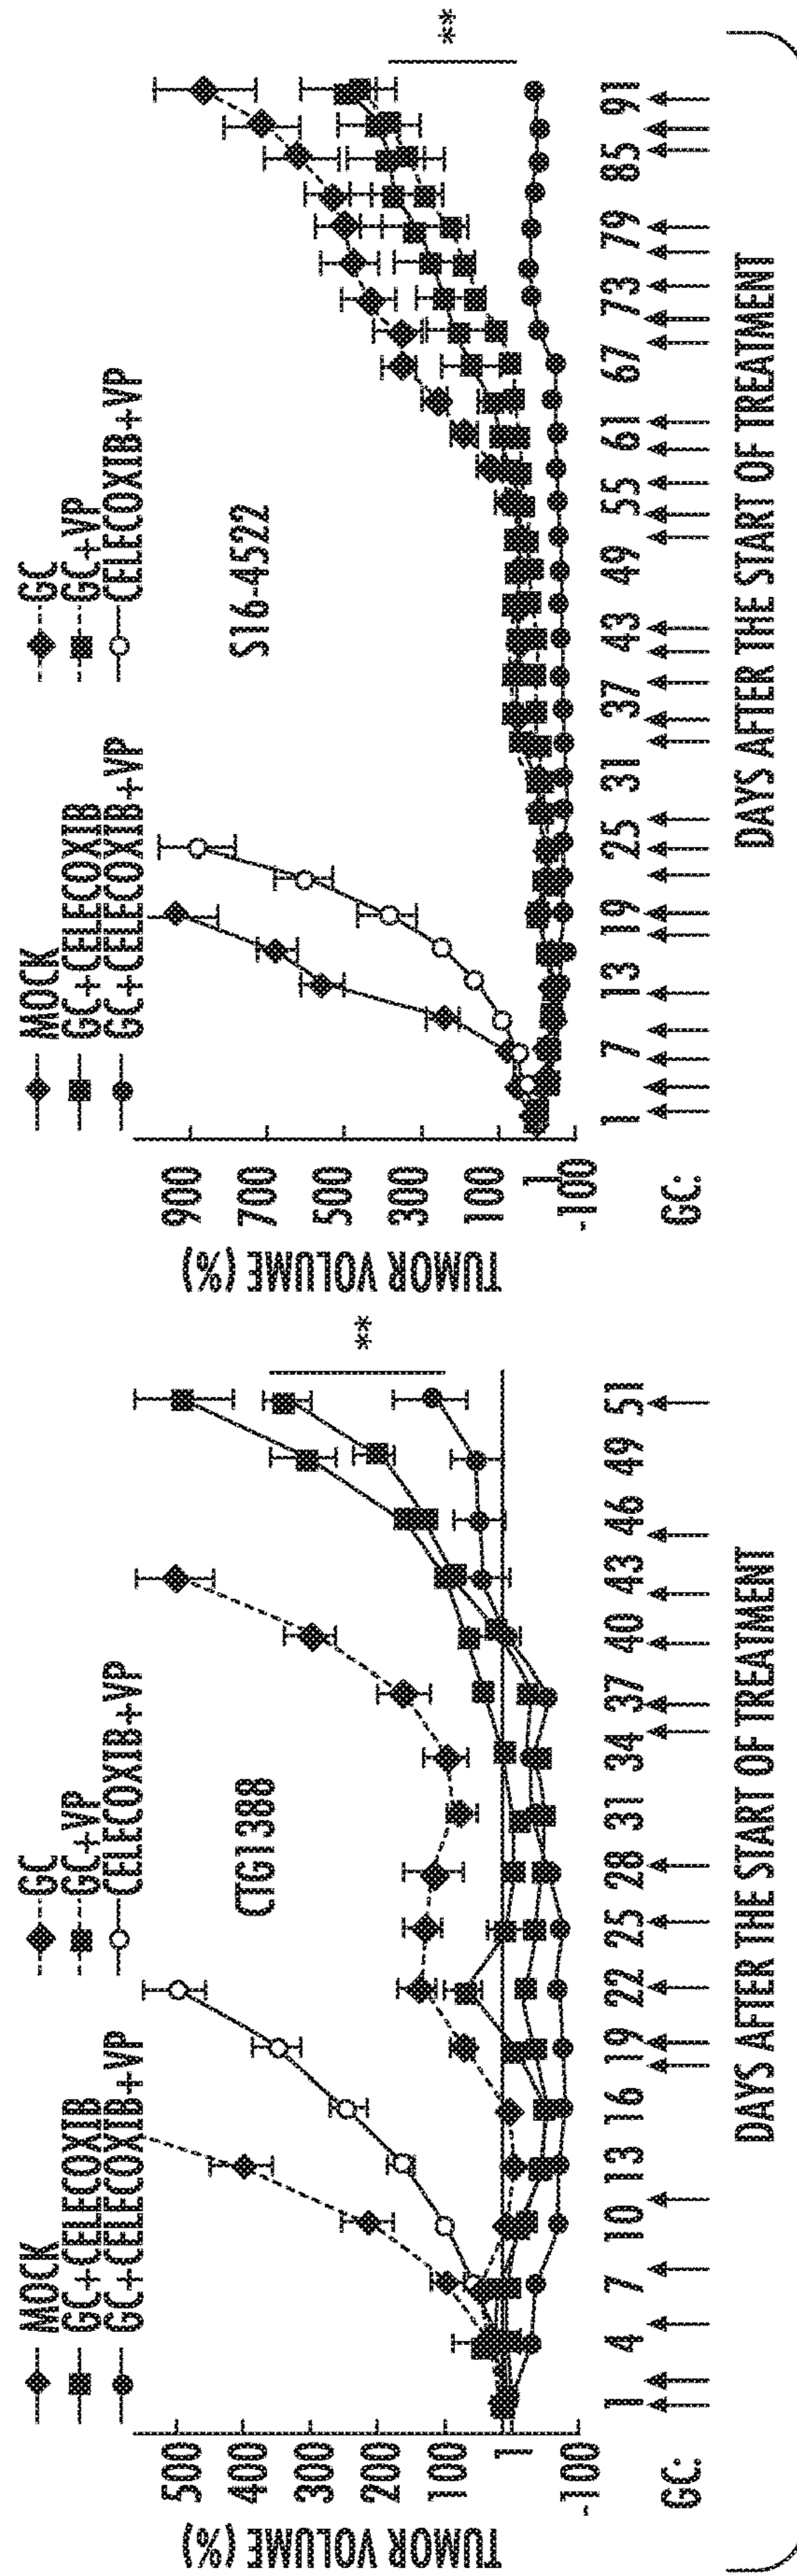 MOCK
GC+CELECOXIB
GC+CELECOXIB+VP
GC
GC+VP
CELECOXIB+VP
CTG1388
TUMOR VOLUME (%)
500
400
300
200
100
1
-100
**
1 4 7 10 13 16 19 22 25 28 31 34 37 40 43 46 49 51
GC:
DAYS AFTER THE START OF TREATMENT
MOCK
GC+CELECOXIB
GC+CELECOXIB+VP
GC
GC+VP
CELECOXIB+VP
S16-4522
TUMOR VOLUME (%)
900
700
500
300
100
1
-100
**
1 7 13 19 25 31 37 43 49 55 61 67 73 79 85 91
GC:
DAYS AFTER THE START OF TREATMENT